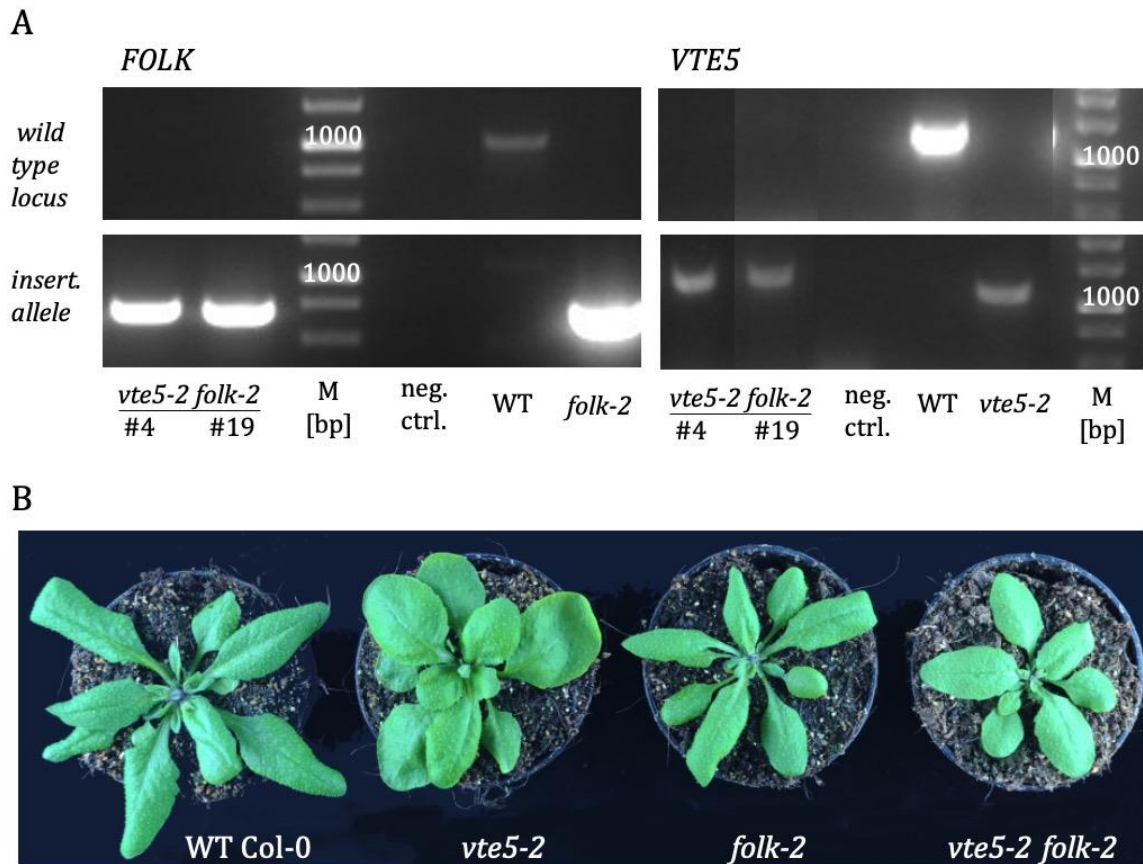 A
FOLK
VTE5
wild
type
locus
1000
1000
insert.
allele
1000
1000
vte5-2 folk-2
#4 #19
M
[bp]
neg.
ctrl.
WT
folk-2
vte5-2 folk-2
#4 #19
neg.
ctrl.
WT
vte5-2
M
[bp]
B
WT Col-0
vte5-2
folk-2
vte5-2 folk-2